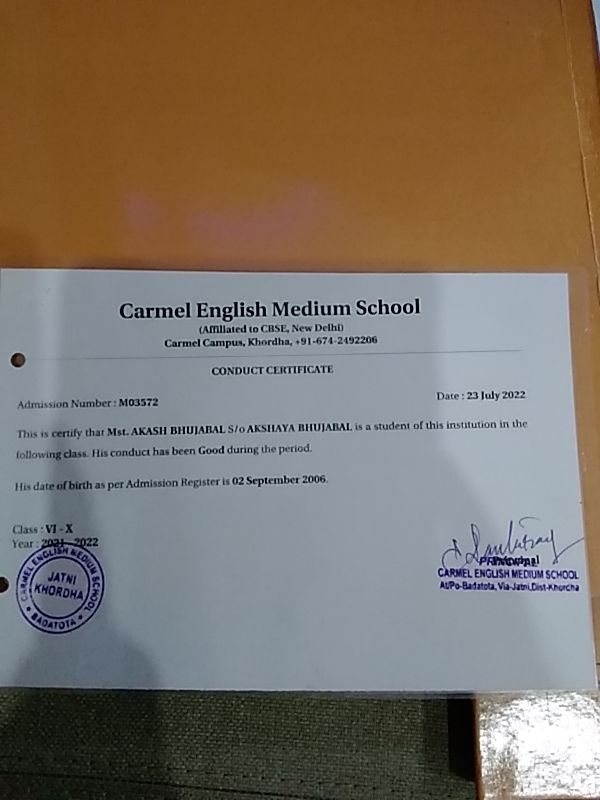 Carmel English Medium School
(Affiliated to CBSE, New Delhi)
Carmel Campus, Khordha, +91-674-2492206
CONDUCT CERTIFICATE
Admission Number : M03572
Date : 23 July 2022
This is certify that Mst. AKASH BHUJABAL S/o AKSHAYA BHUJABAL is a student of this institution in the
following class. His conduct has been Good during the period.
His date of birth as per Admission Register is 02 September 2006.
Class : VI - X
Year : 2021 - 2022
CARMEL ENGLISH MEDIUM SCHOOL
JATNI
KHORDHA
BADATOTA
Principal
PRINCIPAL
CARMEL ENGLISH MEDIUM SCHOOL
At/Po-Badatota, Via-Jatni, Dist-Khurdha